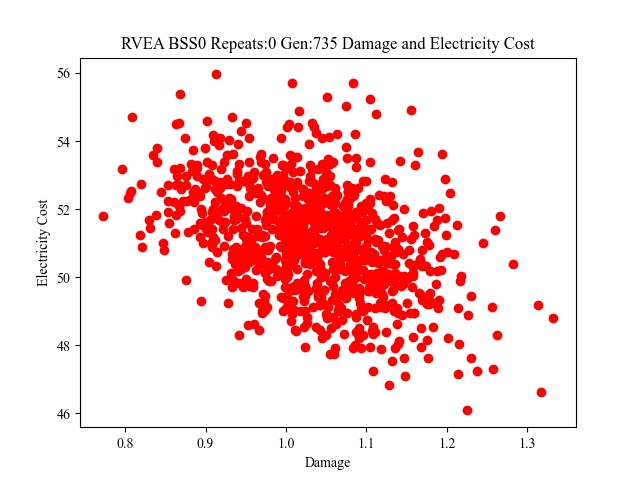 RVEA BSS0 Repeats:0 Gen:735 Damage and Electricity Cost
56
54
52
50
48
46
Electricity Cost
0.8 0.9 1.0 1.1 1.2 1.3
Damage